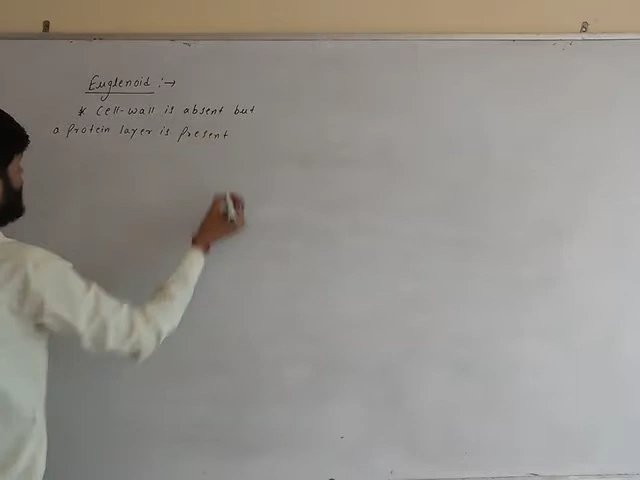 Euglenoid :→
* Cell-wall is absent but
a Protein layer is present